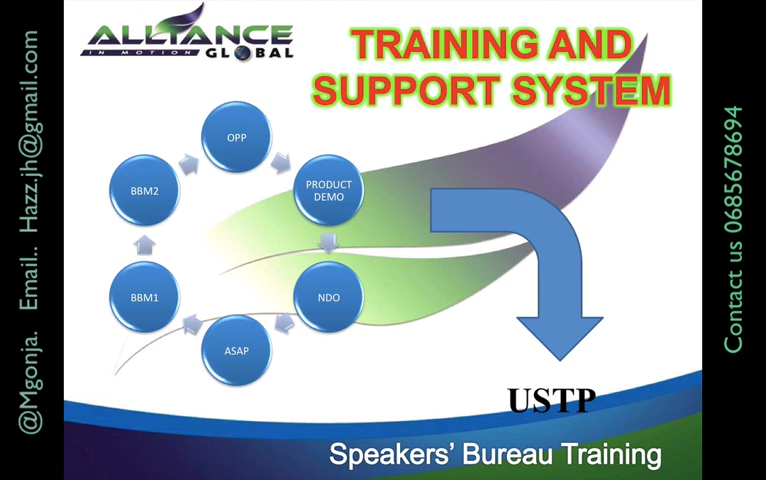 ALLIANCE
IN MOTION GLOBAL
TRAINING AND
SUPPORT SYSTEM
OPP
PRODUCT
DEMO
NDO
ASAP
BBM1
BBM2
USTP
Speakers' Bureau Training
@Mgonja. Email.. Hazz.jh@gmail.com
Contact us 0685678694